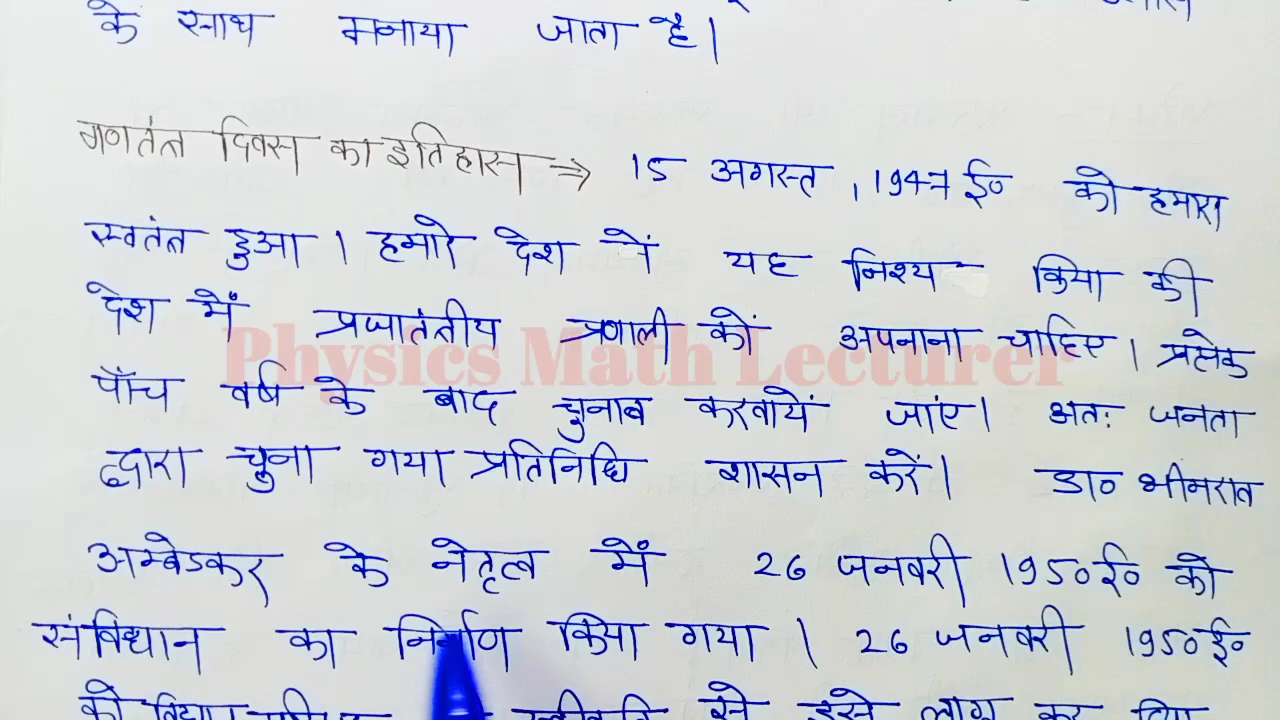 के साथ मनाया जाता है।
गणतंत्र दिवस का इतिहास ⇒ 15 अगस्त, 1947 ई० को हमारा
स्वतंत्र हुआ। हमारे देश में यह निश्य किया की
देश में प्रजातंत्रीय प्रणाली कों अपनाना चाहिए। प्रत्येक
Physics Math Lecturer
पाँच वर्ष के बाद चुनाव करवायें जांए। अतः जनता
द्वारा चुना गया प्रतिनिधि शासन करें। डा० भीमराव
अम्बेडकर के नेतृत्व में 26 जनवरी 1950 ई० को
संविधान का निर्माण किया गया। 26 जनवरी 1950 ई०
को से इसे लागू कर